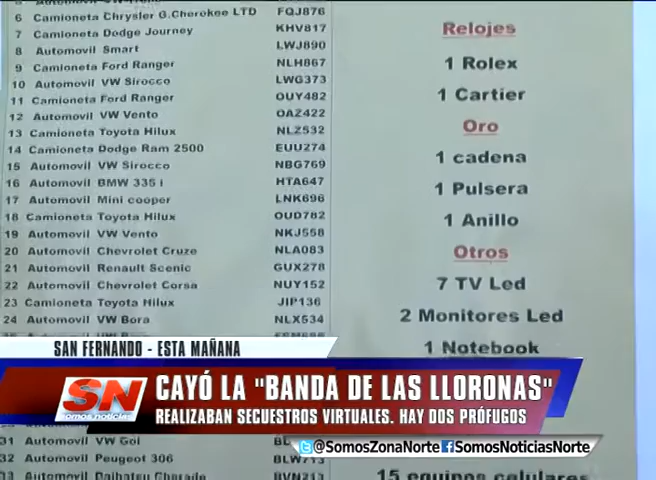 6 Camioneta Chrysler G.Cherokee LTD FQJ876
7 Camioneta Dodge Journey KHV817
8 Automovil Smart LWJ890
9 Camioneta Ford Ranger NLH867
10 Automovil VW Sirocco LWG373
11 Camioneta Ford Ranger OUY482
12 Automovil VW Vento OAZ422
13 Camioneta Toyota Hilux NLZ532
14 Camioneta Dodge Ram 2500 EUU274
15 Automovil VW Sirocco NBG769
16 Automovil BMW 335 i HTA647
17 Automovil Mini cooper LNK696
18 Camioneta Toyota Hilux OUD782
19 Automovil VW Vento NKJ558
20 Automovil Chevrolet Cruze NLA083
21 Automovil Renault Scenic GUX278
22 Automovil Chevrolet Corsa NUY152
23 Camioneta Toyota Hilux JIP136
24 Automovil VW Bora NLX534
Relojes
1 Rolex
1 Cartier
Oro
1 cadena
1 Pulsera
1 Anillo
Otros
7 TV Led
2 Monitores Led
1 Notebook
SAN FERNANDO - ESTA MAÑANA
SN
somos noticias
CAYÓ LA "BANDA DE LAS LLORONAS"
REALIZABAN SECUESTROS VIRTUALES. HAY DOS PRÓFUGOS
31 Automovil VW Gol
@SomosZonaNorte SomosNoticiasNorte
32 Automovil Peugeot 306 BLW713
Automovil Daihatsu Charade BVN213
15 equipos celulares